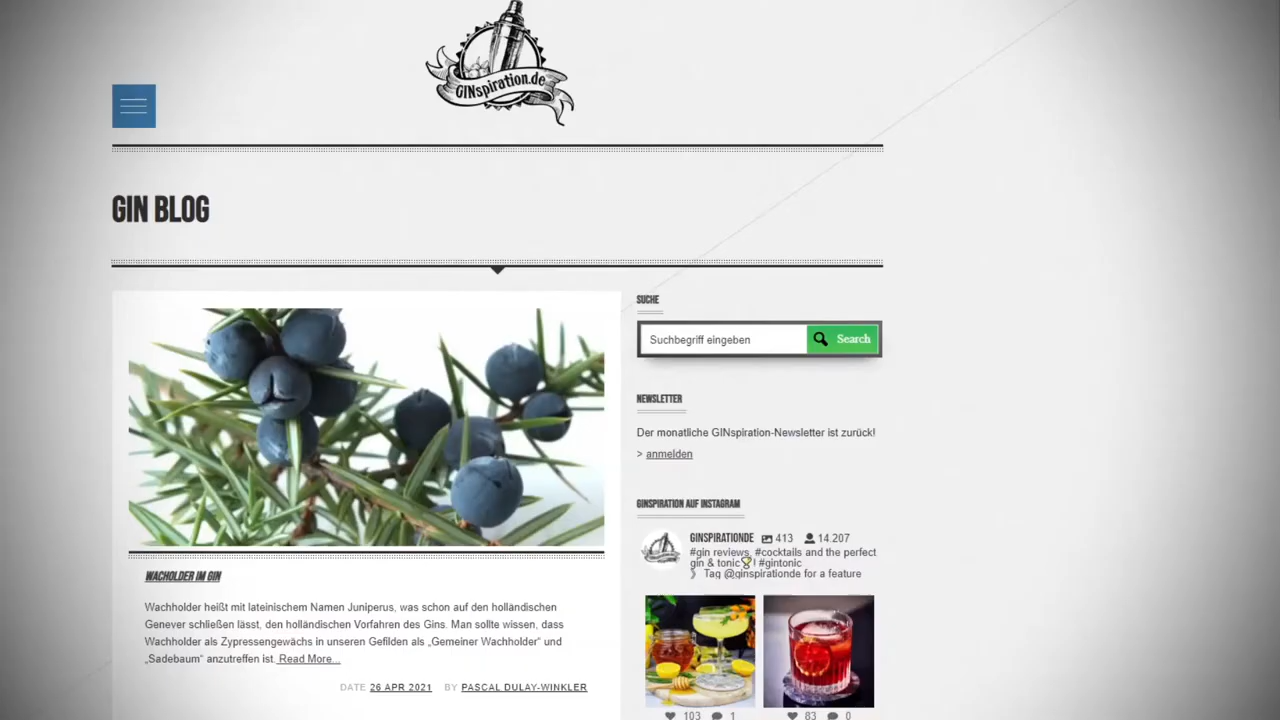 GINspiration.de
GIN BLOG
SUCHE
Suchbegriff eingeben
Search
NEWSLETTER
Der monatliche GINspiration-Newsletter ist zurück!
> anmelden
GINSPIRATION AUF INSTAGRAM
GINSPIRATIONDE 413 14.207
#gin reviews, #cocktails and the perfect
gin & tonic🏆! #gintonic
》 Tag @ginspirationde for a feature
103 1
83 0
WACHOLDER IM GIN
Wachholder heißt mit lateinischem Namen Juniperus, was schon auf den holländischen
Genever schließen lässt, den holländischen Vorfahren des Gins. Man sollte wissen, dass
Wachholder als Zypressengewächs in unseren Gefilden als „Gemeiner Wachholder“ und
„Sadebaum“ anzutreffen ist. Read More...
DATE 26 APR 2021 BY PASCAL DULAY-WINKLER